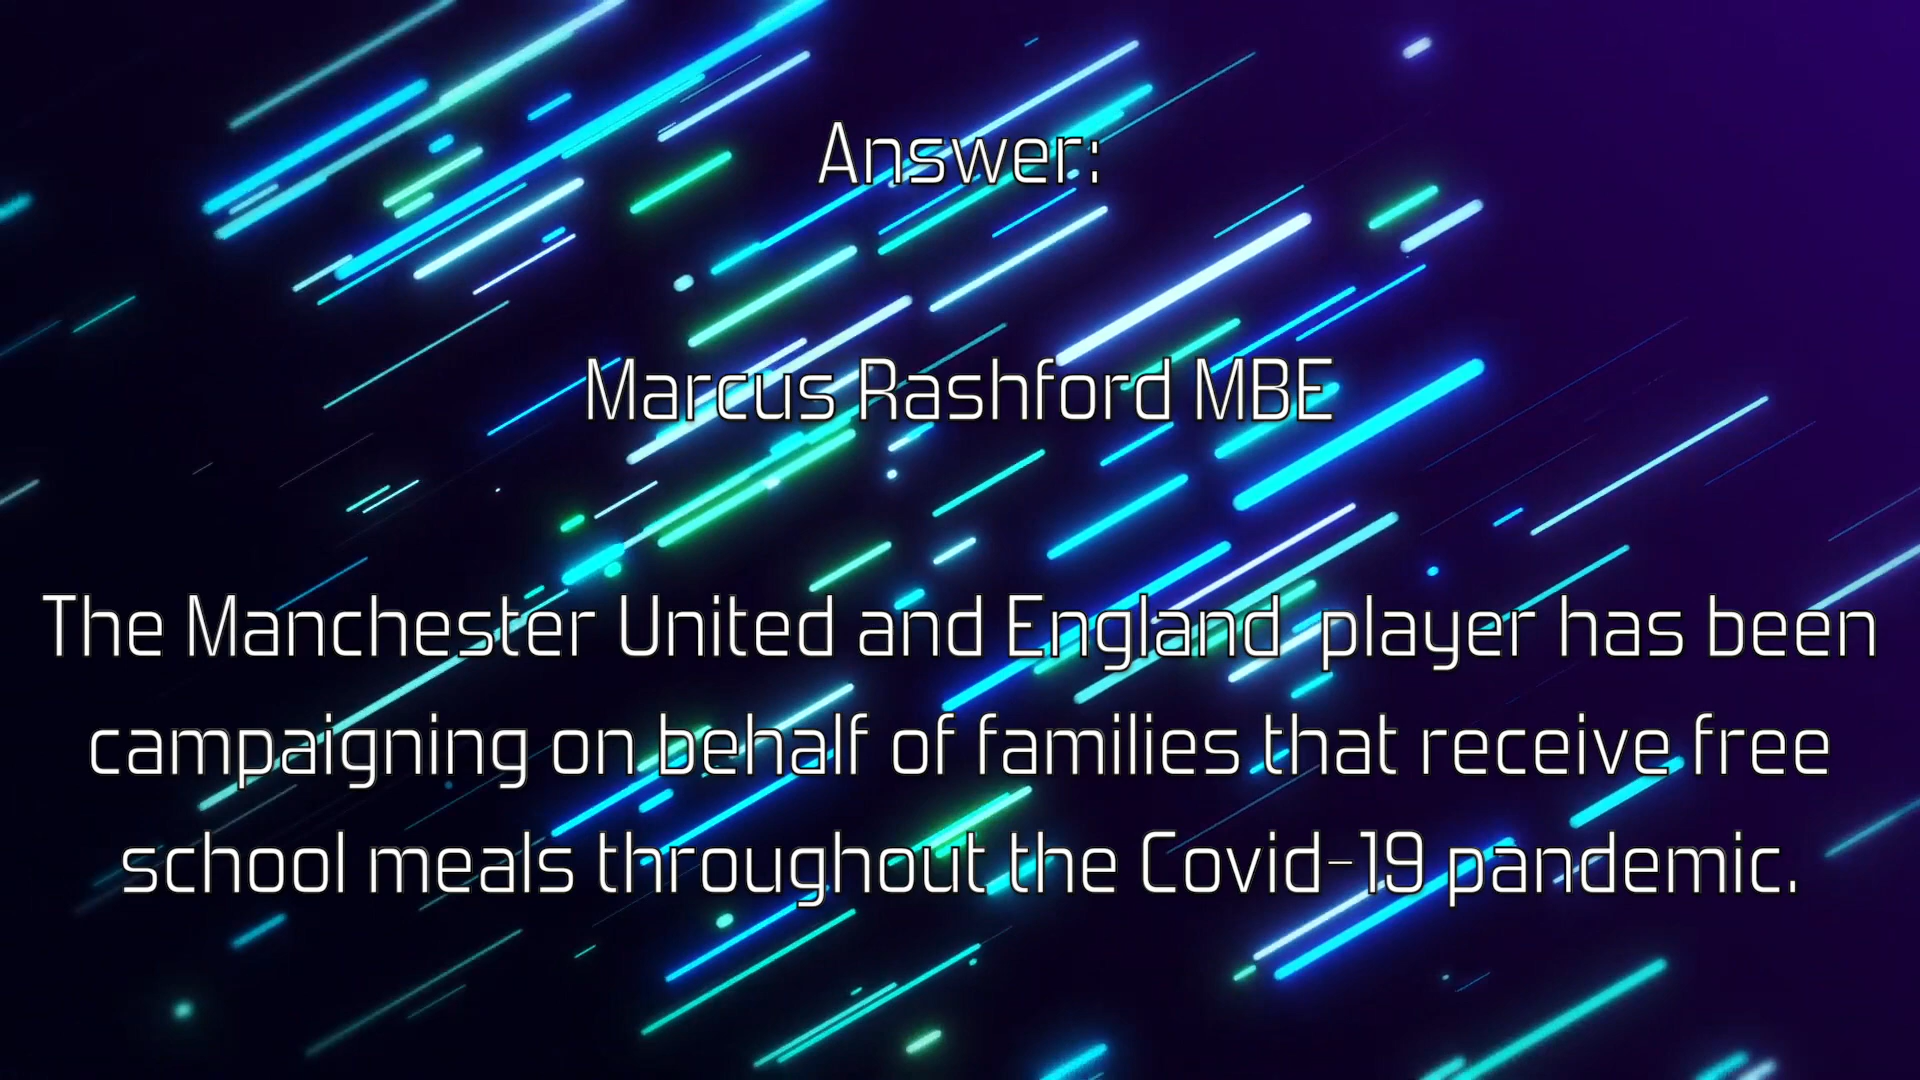 Answer:
Marcus Rashford MBE
The Manchester United and England  player has been
campaigning on behalf of families that receive free
school meals throughout the Covid-19 pandemic.